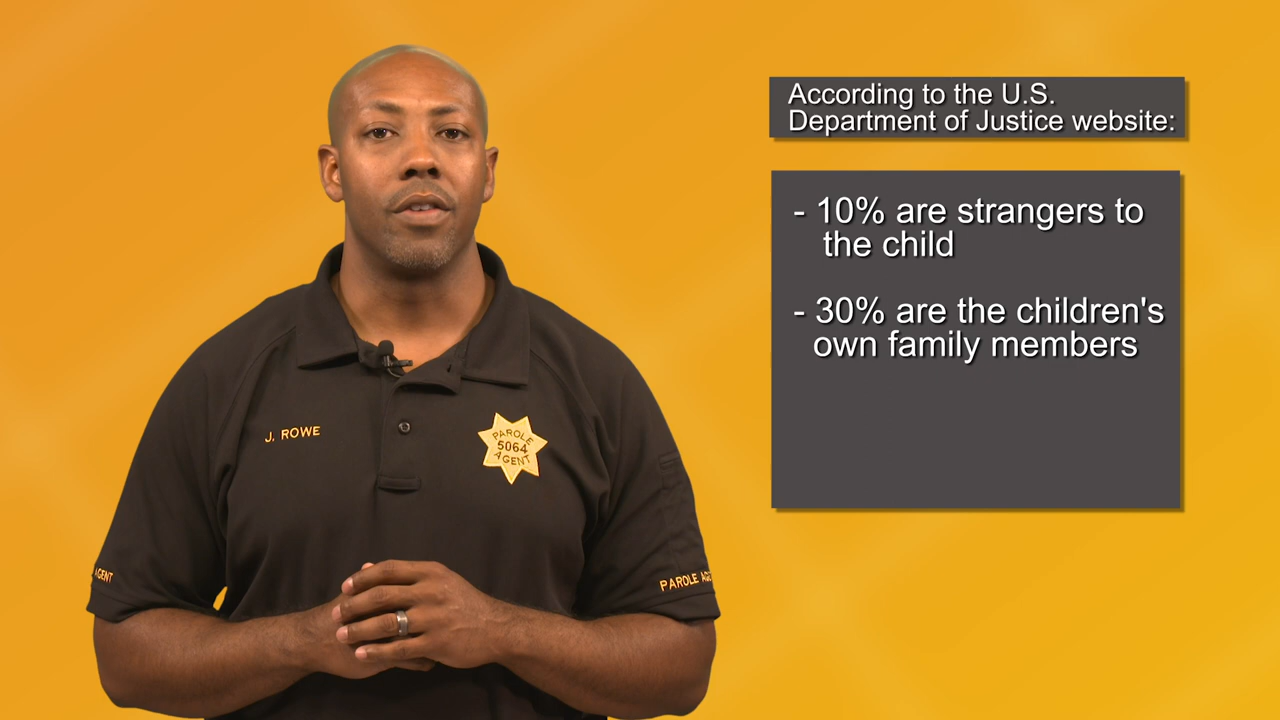 According to the U.S.
Department of Justice website:
- 10% are strangers to
the child
- 30% are the children's
own family members
J. ROWE
PAROLE
5064
AGENT
AGENT
PAROLE